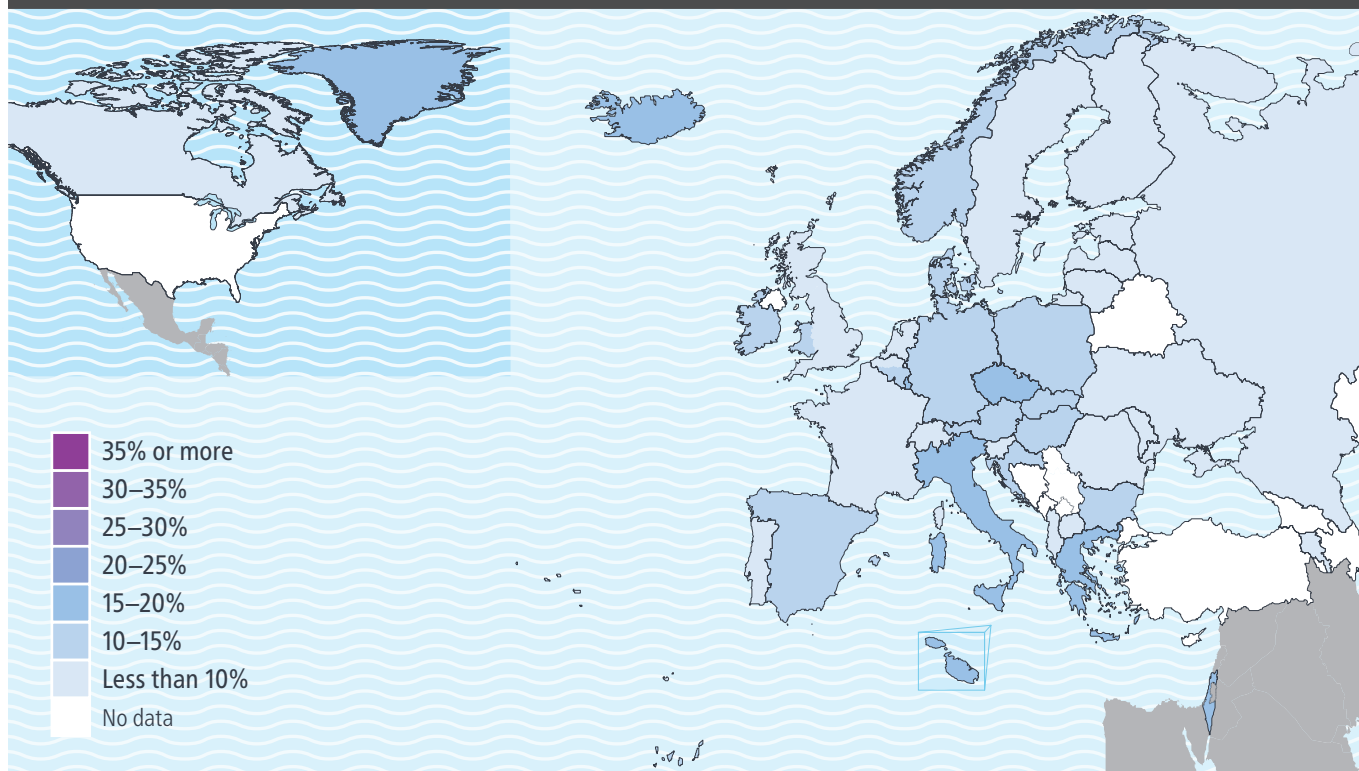 35% or more
30–35%
25–30%
20–25%
15–20%
10–15%
Less than 10%
No data